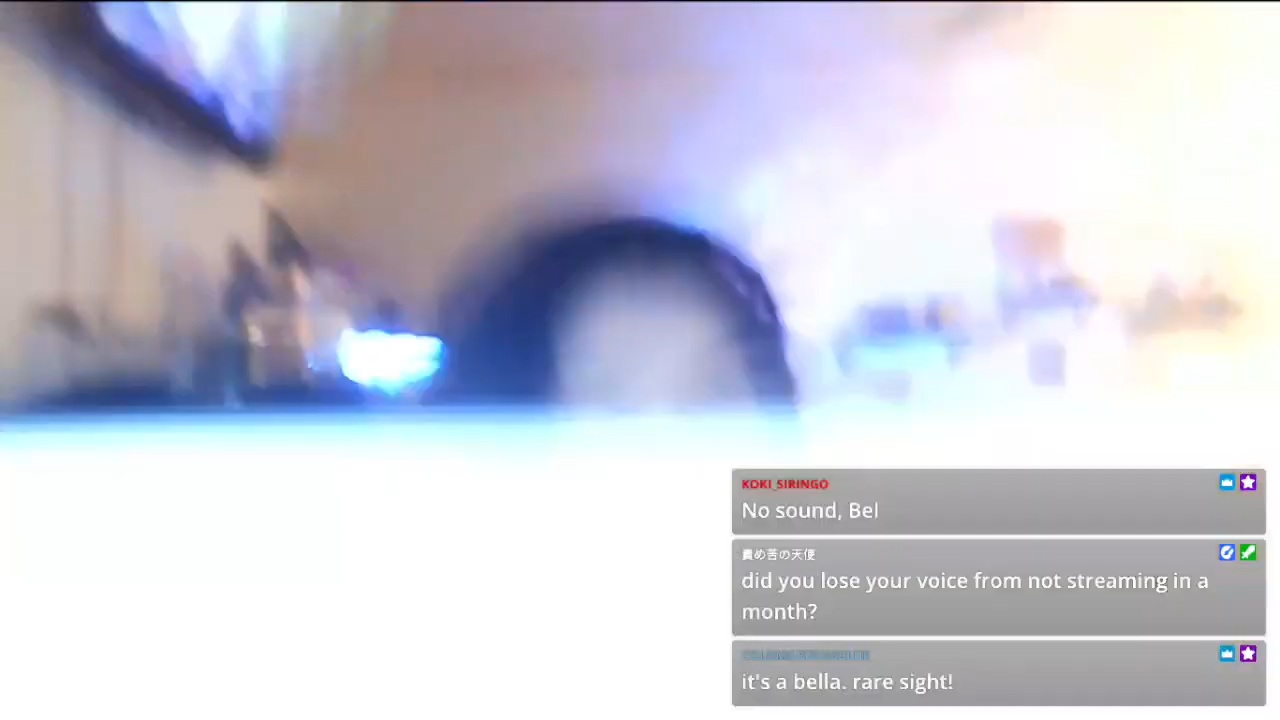 KOKI_SIRINGO
No sound, Bel
責め苦の天使
did you lose your voice from not streaming in a
month?
it's a bella. rare sight!